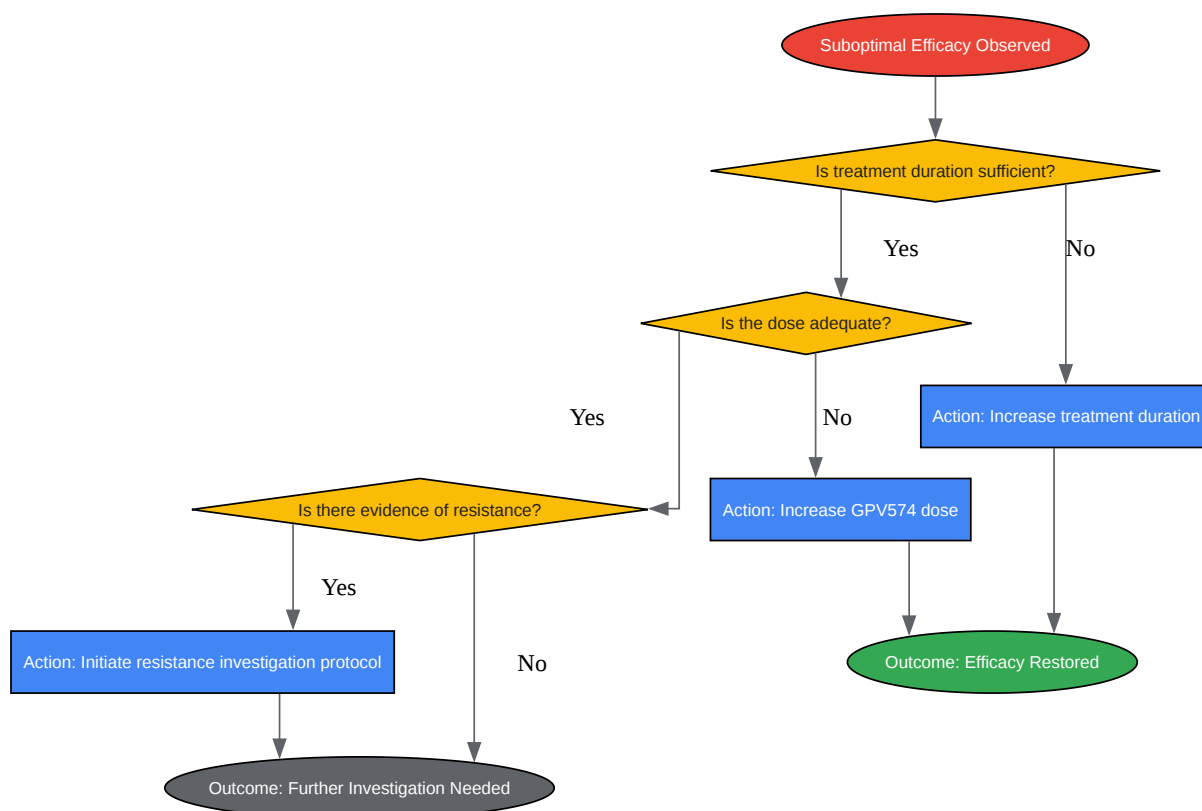 Suboptimal Efficacy Observed
Is treatment duration sufficient?
Yes
No
Is the dose adequate?
Yes
No
Action: Increase treatment duration
Is there evidence of resistance?
Action: Increase GPV574 dose
Yes
No
Action: Initiate resistance investigation protocol
Outcome: Efficacy Restored
Outcome: Further Investigation Needed